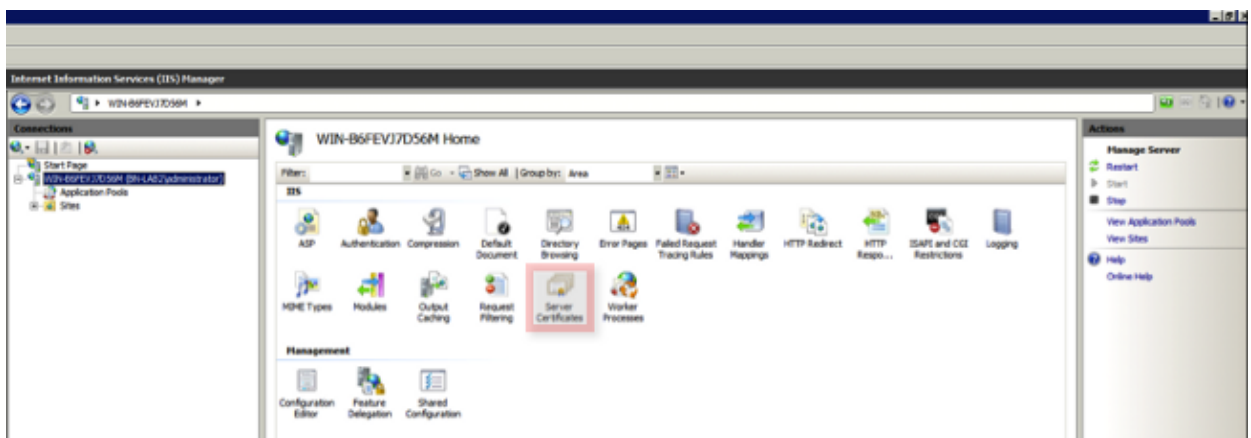 Internet Information Services (IIS) Manager
WIN-B6FEVJ7D56M
Connections
Start Page
WIN-B6FEVJ7D56M (BN-LAB2\administrator)
Application Pools
Sites
WIN-B6FEVJ7D56M Home
Filter: Go Show All Group by: Area
IIS
ASP Authentication Compression Default Document Directory Browsing Error Pages Failed Request Tracing Rules Handler Mappings HTTP Redirect HTTP Respo... ISAPI and CGI Restrictions Logging
MIME Types Modules Output Caching Request Filtering Server Certificates Worker Processes
Management
Configuration Editor Feature Delegation Shared Configuration
Actions
Manage Server
Restart
Start
Stop
View Application Pools
View Sites
Help
Online Help